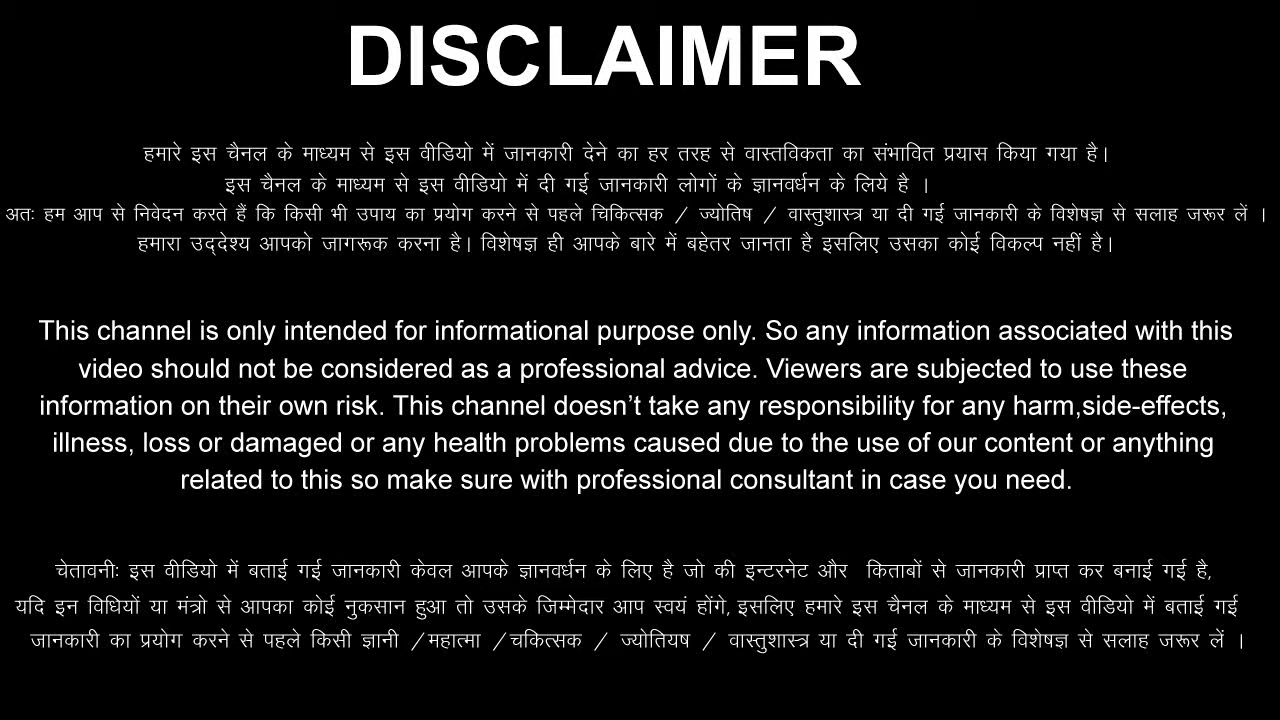 DISCLAIMER
हमारे इस चैनल के माध्यम से इस वीडियो में जानकारी देने का हर तरह से वास्तविकता का संभावित प्रयास किया गया है।
इस चैनल के माध्यम से इस वीडियो में दी गई जानकारी लोगों के ज्ञानवर्धन के लिये है ।
अतः हम आप से निवेदन करते हैं कि किसी भी उपाय का प्रयोग करने से पहले चिकित्सक / ज्योतिष / वास्तुशास्त्र या दी गई जानकारी के विशेषज्ञ से सलाह जरूर लें ।
हमारा उद्देश्य आपको जागरूक करना है। विशेषज्ञ ही आपके बारे में बहेतर जानता है इसलिए उसका कोई विकल्प नहीं है।
This channel is only intended for informational purpose only. So any information associated with this
video should not be considered as a professional advice. Viewers are subjected to use these
information on their own risk. This channel doesn’t take any responsibility for any harm,side-effects,
illness, loss or damaged or any health problems caused due to the use of our content or anything
related to this so make sure with professional consultant in case you need.
चेतावनीः इस वीडियो में बताई गई जानकारी केवल आपके ज्ञानवर्धन के लिए है जो की इन्टरनेट और किताबों से जानकारी प्राप्त कर बनाई गई है,
यदि इन विधियों या मंत्रो से आपका कोई नुकसान हुआ तो उसके जिम्मेदार आप स्वयं होंगे, इसलिए हमारे इस चैनल के माध्यम से इस वीडियो में बताई गई
जानकारी का प्रयोग करने से पहले किसी ज्ञानी /महात्मा /चकित्सक / ज्योतियष / वास्तुशास्त्र या दी गई जानकारी के विशेषज्ञ से सलाह जरूर लें ।